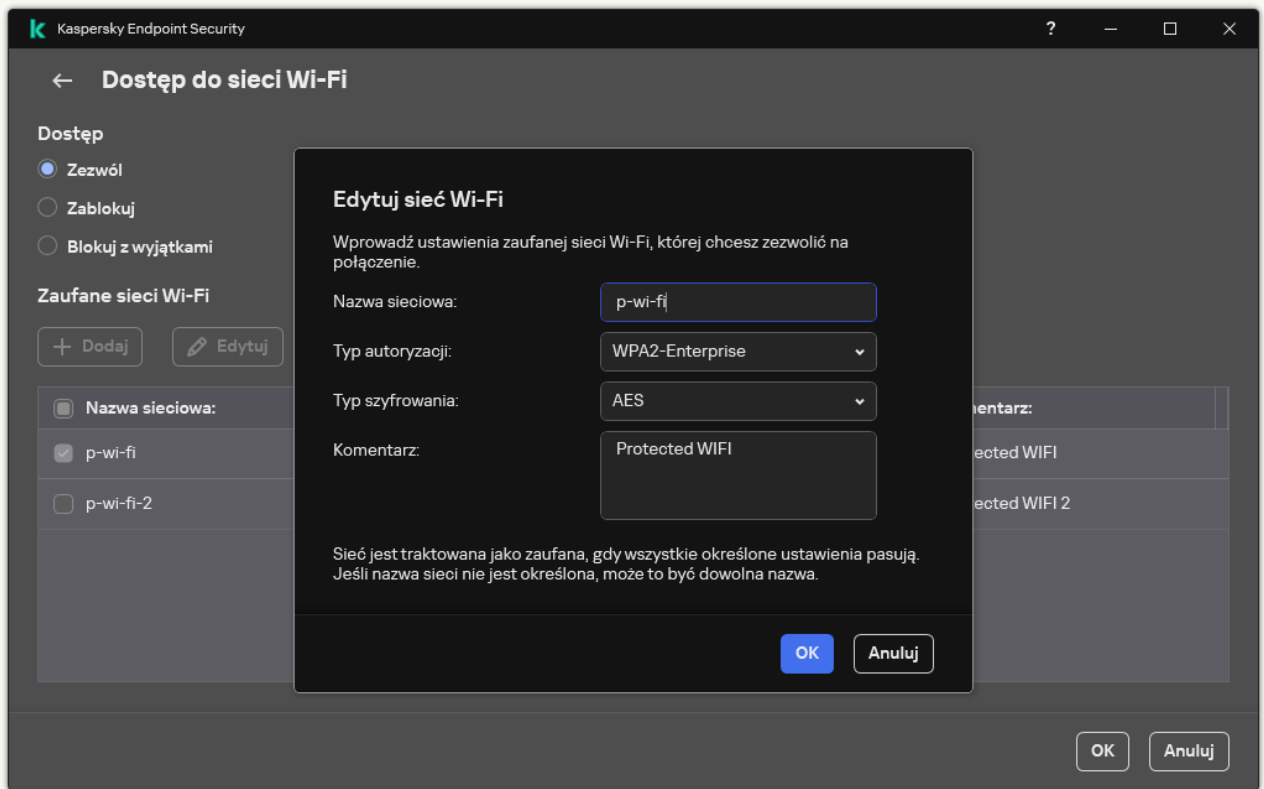 Kaspersky Endpoint Security
?
Dostęp do sieci Wi-Fi
Dostęp
Zezwól
Zablokuj
Blokuj z wyjątkami
Zaufane sieci Wi-Fi
Dodaj
Edytuj
Nazwa sieciowa:
p-wi-fi
p-wi-fi-2
Edytuj sieć Wi-Fi
Wprowadź ustawienia zaufanej sieci Wi-Fi, której chcesz zezwolić na
połączenie.
Nazwa sieciowa: p-wi-fi
Typ autoryzacji: WPA2-Enterprise
Typ szyfrowania: AES
Komentarz: Protected WIFI
Sieć jest traktowana jako zaufana, gdy wszystkie określone ustawienia pasują.
Jeśli nazwa sieci nie jest określona, może to być dowolna nazwa.
OK Anuluj
entarz:
ected WIFI
ected WIFI 2
OK Anuluj